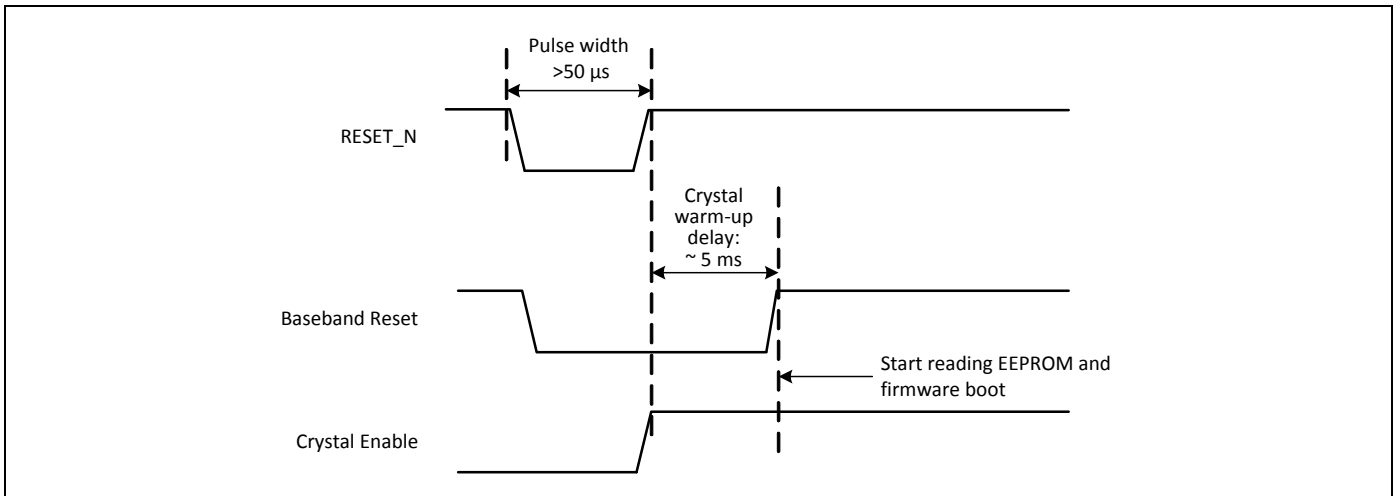 Pulse width
>50 µs
RESET_N
Crystal
warm-up
delay:
~ 5 ms
Baseband Reset
Start reading EEPROM and
firmware boot
Crystal Enable